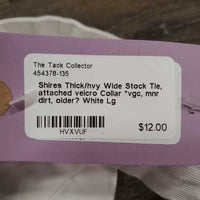 The Tack Collector
454378-135
Shires Thick/hvy Wide Stock Tie,
attached velcro Collar *vgc, mnr
dirt, older? White Lg
HVXVUF
$12.00